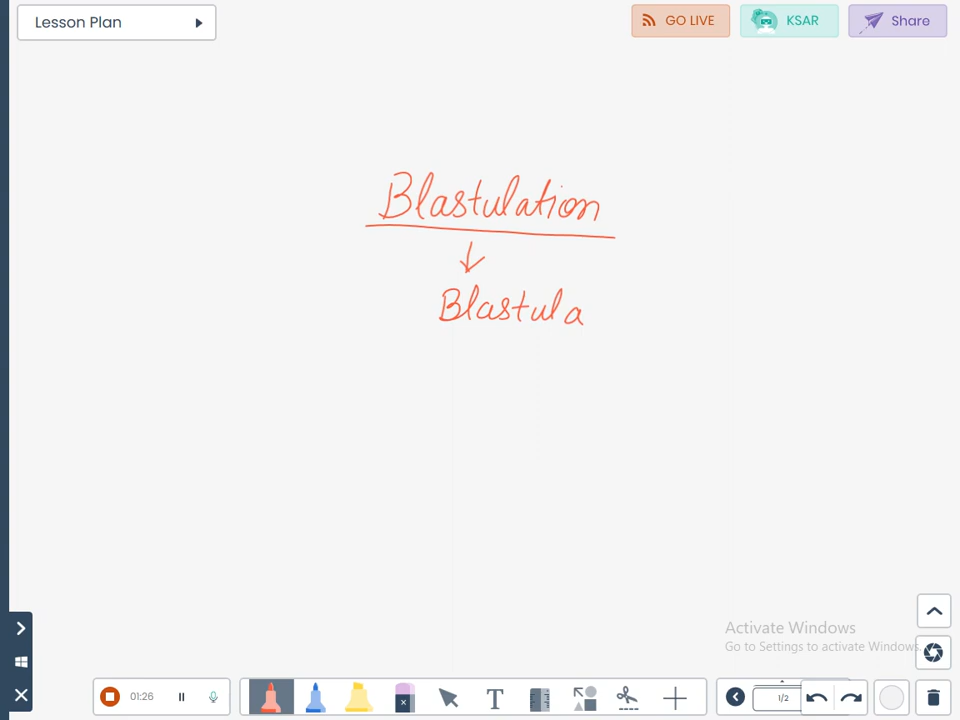 Lesson Plan
GO LIVE
KSAR
Share
Blastulation
↓
Blastula
Activate Windows
Go to Settings to activate Windows.
01:26
T
1/2